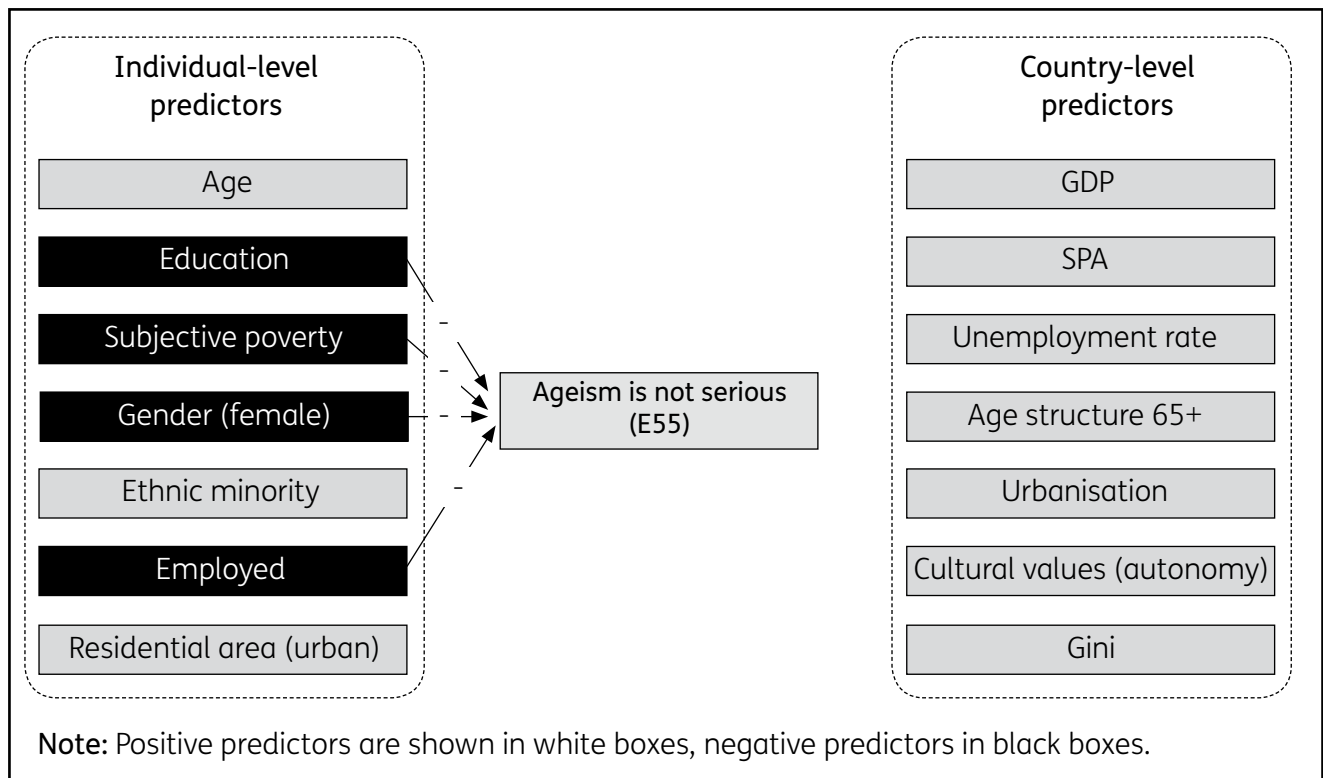 Individual-level
predictors
Age
Education
Subjective poverty
Gender (female)
Ethnic minority
Employed
Residential area (urban)
-
-
-
-
Ageism is not serious
(E55)
Country-level
predictors
GDP
SPA
Unemployment rate
Age structure 65+
Urbanisation
Cultural values (autonomy)
Gini
Note: Positive predictors are shown in white boxes, negative predictors in black boxes.